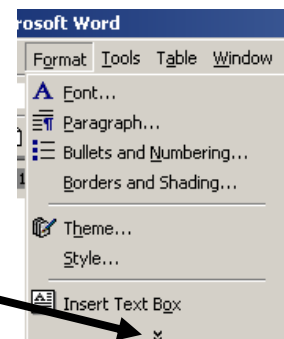 rosoft Word
Format Tools Table Window
Font...
Paragraph...
Bullets and Numbering...
Borders and Shading...
Theme...
Style...
Insert Text Box